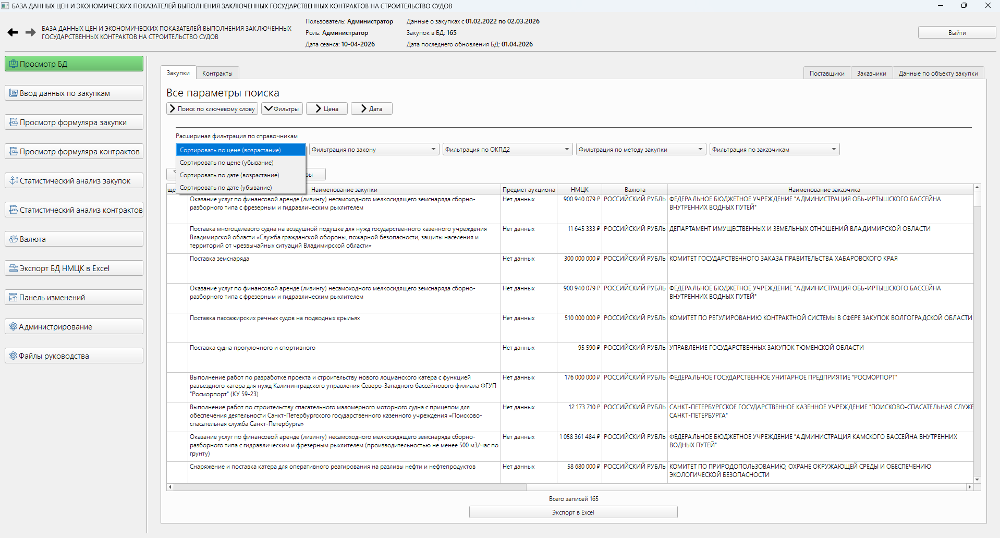 БАЗА ДАННЫХ ЦЕН И ЭКОНОМИЧЕСКИХ ПОКАЗАТЕЛЕЙ ВЫПОЛНЕНИЯ ЗАКЛЮЧЕННЫХ ГОСУДАРСТВЕННЫХ КОНТРАКТОВ НА СТРОИТЕЛЬСТВО СУДОВ
БАЗА ДАННЫХ ЦЕН И ЭКОНОМИЧЕСКИХ ПОКАЗАТЕЛЕЙ ВЫПОЛНЕНИЯ ЗАКЛЮЧЕННЫХ
ГОСУДАРСТВЕННЫХ КОНТРАКТОВ НА СТРОИТЕЛЬСТВО СУДОВ
Пользователь: Администратор
Роль: Администратор
Дата сеанса: 10-04-2026
Данные о закупках с 01.02.2022 по 02.03.2026
Закупок в БД: 165
Дата последнего обновления БД: 01.04.2026
Выйти
Просмотр БД
Ввод данных по закупкам
Просмотр формуляра закупки
Просмотр формуляра контрактов
Статистический анализ закупок
Статистический анализ контрактов
Валюта
Экспорт БД НМЦК в Excel
Панель изменений
Администрирование
Файлы руководства
Закупки Контракты Поставщики Заказчики Данные по объекту закупки
Все параметры поиска
Поиск по ключевому слову Фильтры Цена Дата
Расшириная фильтрация по справочникам
Сортировать по цене (возрастание)
Сортировать по цене (убывание)
Сортировать по дате (возрастание)
Сортировать по дате (убывание)
Фильтрация по закону Фильтрация по ОКПД2 Фильтрация по методу закупки Фильтрация по заказчикам
ры
Наименование закупки Предмет аукциона НМЦК Валюта Наименование заказчика
Оказание услуг по финансовой аренде (лизингу) несамоходного мелкосидящего земснаряда сборно-
разборного типа с фрезерным и гидравлическим рыхлителем
Нет данных 900 940 079 ₽ РОССИЙСКИЙ РУБЛЬ ФЕДЕРАЛЬНОЕ БЮДЖЕТНОЕ УЧРЕЖДЕНИЕ "АДМИНИСТРАЦИЯ ОБЬ-ИРТЫШСКОГО БАССЕЙНА
ВНУТРЕННИХ ВОДНЫХ ПУТЕЙ"
Поставка многоцелевого судна на воздушной подушке для нужд государственного казенного учреждения
Владимирской области «Служба гражданской обороны, пожарной безопасности, защиты населения и
территорий от чрезвычайных ситуаций Владимирской области»
Нет данных 11 645 333 ₽ РОССИЙСКИЙ РУБЛЬ ДЕПАРТАМЕНТ ИМУЩЕСТВЕННЫХ И ЗЕМЕЛЬНЫХ ОТНОШЕНИЙ ВЛАДИМИРСКОЙ ОБЛАСТИ
Поставка земснаряда
Нет данных 300 000 000 ₽ РОССИЙСКИЙ РУБЛЬ КОМИТЕТ ГОСУДАРСТВЕННОГО ЗАКАЗА ПРАВИТЕЛЬСТВА ХАБАРОВСКОГО КРАЯ
Оказание услуг по финансовой аренде (лизингу) несамоходного мелкосидящего земснаряда сборно-
разборного типа с фрезерным и гидравлическим рыхлителем
Нет данных 900 940 079 ₽ РОССИЙСКИЙ РУБЛЬ ФЕДЕРАЛЬНОЕ БЮДЖЕТНОЕ УЧРЕЖДЕНИЕ "АДМИНИСТРАЦИЯ ОБЬ-ИРТЫШСКОГО БАССЕЙНА
ВНУТРЕННИХ ВОДНЫХ ПУТЕЙ"
Поставка пассажирских речных судов на подводных крыльях
Нет данных 510 000 000 ₽ РОССИЙСКИЙ РУБЛЬ КОМИТЕТ ПО РЕГУЛИРОВАНИЮ КОНТРАКТНОЙ СИСТЕМЫ В СФЕРЕ ЗАКУПОК ВОЛГОГРАДСКОЙ ОБЛАСТИ
Поставка судна прогулочного и спортивного
Нет данных 95 590 ₽ РОССИЙСКИЙ РУБЛЬ УПРАВЛЕНИЕ ГОСУДАРСТВЕННЫХ ЗАКУПОК ТЮМЕНСКОЙ ОБЛАСТИ
Выполнение работ по разработке проекта и строительству нового лоцманского катера с функцией
разъездного катера для нужд Калининградского управления Северо-Западного бассейнового филиала ФГУП
"Росморпорт" (КУ 59-23)
Нет данных 176 000 000 ₽ РОССИЙСКИЙ РУБЛЬ ФЕДЕРАЛЬНОЕ ГОСУДАРСТВЕННОЕ УНИТАРНОЕ ПРЕДПРИЯТИЕ "РОСМОРПОРТ"
Выполнение работ по строительству спасательного маломерного моторного судна с прицепом для
обеспечения деятельности Санкт-Петербургского государственного казенного учреждения «Поисково-
спасательная служба Санкт-Петербурга»
Нет данных 12 173 710 ₽ РОССИЙСКИЙ РУБЛЬ САНКТ-ПЕТЕРБУРГСКОЕ ГОСУДАРСТВЕННОЕ КАЗЕННОЕ УЧРЕЖДЕНИЕ "ПОИСКОВО-СПАСАТЕЛЬНАЯ СЛУЖБ
САНКТ-ПЕТЕРБУРГА"
Оказание услуг по финансовой аренде (лизингу) несамоходного мелкосидящего земснаряда сборно-
разборного типа с гидравлическим и фрезерным рыхлителем (производительностью не менее 500 м3/час по
грунту)
Нет данных 1 058 361 484 ₽ РОССИЙСКИЙ РУБЛЬ ФЕДЕРАЛЬНОЕ БЮДЖЕТНОЕ УЧРЕЖДЕНИЕ "АДМИНИСТРАЦИЯ КАМСКОГО БАССЕЙНА ВНУТРЕННИХ
ВОДНЫХ ПУТЕЙ"
Снаряжение и поставка катера для оперативного реагирования на разливы нефти и нефтепродуктов
Нет данных 58 680 000 ₽ РОССИЙСКИЙ РУБЛЬ КОМИТЕТ ПО ПРИРОДОПОЛЬЗОВАНИЮ, ОХРАНЕ ОКРУЖАЮЩЕЙ СРЕДЫ И ОБЕСПЕЧЕНИЮ
ЭКОЛОГИЧЕСКОЙ БЕЗОПАСНОСТИ
Всего записей 165
Экспорт в Excel